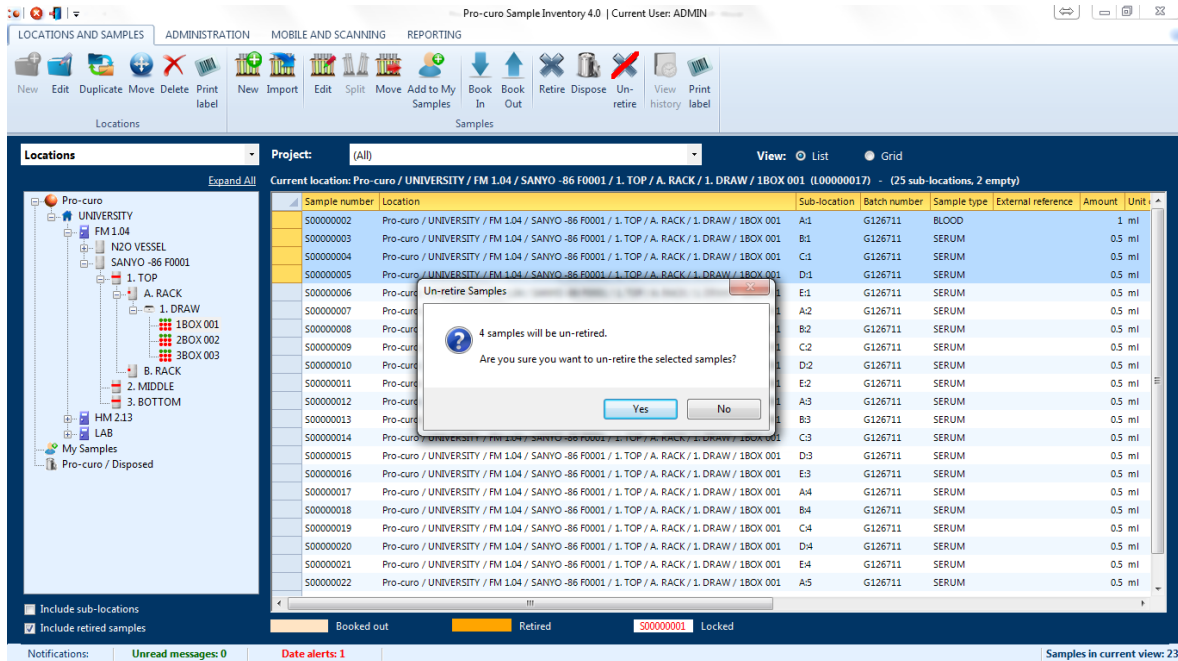 Pro-curo Sample Inventory 4.0 | Current User: ADMIN
LOCATIONS AND SAMPLES ADMINISTRATION MOBILE AND SCANNING REPORTING
New Edit Duplicate Move Delete Print label New Import Edit Split Move Add to My Samples Book In Book Out Retire Dispose Un-retire View history Print label
Locations Samples
Locations Project: (All) View: List Grid
Expand All Current location: Pro-curo / UNIVERSITY / FM 1.04 / SANYO -86 F0001 / 1. TOP / A. RACK / 1. DRAW / 1BOX 001 (L00000017) - (25 sub-locations, 2 empty)
Pro-curo
UNIVERSITY
FM 1.04
N2O VESSEL
SANYO -86 F0001
1. TOP
A. RACK
1. DRAW
1BOX 001
2BOX 002
3BOX 003
B. RACK
2. MIDDLE
3. BOTTOM
HM 2.13
LAB
My Samples
Pro-curo / Disposed
Include sub-locations
Include retired samples
Sample number Location Sub-location Batch number Sample type External reference Amount Unit
S00000002 Pro-curo / UNIVERSITY / FM 1.04 / SANYO -86 F0001 / 1. TOP / A. RACK / 1. DRAW / 1BOX 001 A:1 G126711 BLOOD 1 ml
S00000003 Pro-curo / UNIVERSITY / FM 1.04 / SANYO -86 F0001 / 1. TOP / A. RACK / 1. DRAW / 1BOX 001 B:1 G126711 SERUM 0.5 ml
S00000004 Pro-curo / UNIVERSITY / FM 1.04 / SANYO -86 F0001 / 1. TOP / A. RACK / 1. DRAW / 1BOX 001 C:1 G126711 SERUM 0.5 ml
S00000005 Pro-curo / UNIVERSITY / FM 1.04 / SANYO -86 F0001 / 1. TOP / A. RACK / 1. DRAW / 1BOX 001 D:1 G126711 SERUM 0.5 ml
S00000006 E:1 G126711 SERUM 0.5 ml
S00000007 A:2 G126711 SERUM 0.5 ml
S00000008 B:2 G126711 SERUM 0.5 ml
S00000009 C:2 G126711 SERUM 0.5 ml
S00000010 D:2 G126711 SERUM 0.5 ml
S00000011 E:2 G126711 SERUM 0.5 ml
S00000012 A:3 G126711 SERUM 0.5 ml
S00000013 B:3 G126711 SERUM 0.5 ml
S00000014 Pro-curo / UNIVERSITY / FM 1.04 / SANYO -86 F0001 / 1. TOP / A. RACK / 1. DRAW / 1BOX 001 C:3 G126711 SERUM 0.5 ml
S00000015 Pro-curo / UNIVERSITY / FM 1.04 / SANYO -86 F0001 / 1. TOP / A. RACK / 1. DRAW / 1BOX 001 D:3 G126711 SERUM 0.5 ml
S00000016 Pro-curo / UNIVERSITY / FM 1.04 / SANYO -86 F0001 / 1. TOP / A. RACK / 1. DRAW / 1BOX 001 E:3 G126711 SERUM 0.5 ml
S00000017 Pro-curo / UNIVERSITY / FM 1.04 / SANYO -86 F0001 / 1. TOP / A. RACK / 1. DRAW / 1BOX 001 A:4 G126711 SERUM 0.5 ml
S00000018 Pro-curo / UNIVERSITY / FM 1.04 / SANYO -86 F0001 / 1. TOP / A. RACK / 1. DRAW / 1BOX 001 B:4 G126711 SERUM 0.5 ml
S00000019 Pro-curo / UNIVERSITY / FM 1.04 / SANYO -86 F0001 / 1. TOP / A. RACK / 1. DRAW / 1BOX 001 C:4 G126711 SERUM 0.5 ml
S00000020 Pro-curo / UNIVERSITY / FM 1.04 / SANYO -86 F0001 / 1. TOP / A. RACK / 1. DRAW / 1BOX 001 D:4 G126711 SERUM 0.5 ml
S00000021 Pro-curo / UNIVERSITY / FM 1.04 / SANYO -86 F0001 / 1. TOP / A. RACK / 1. DRAW / 1BOX 001 E:4 G126711 SERUM 0.5 ml
S00000022 Pro-curo / UNIVERSITY / FM 1.04 / SANYO -86 F0001 / 1. TOP / A. RACK / 1. DRAW / 1BOX 001 A:5 G126711 SERUM 0.5 ml
Un-retire Samples
4 samples will be un-retired.
Are you sure you want to un-retire the selected samples?
Yes No
Booked out Retired S00000001 Locked
Notifications: Unread messages: 0 Date alerts: 1 Samples in current view: 23